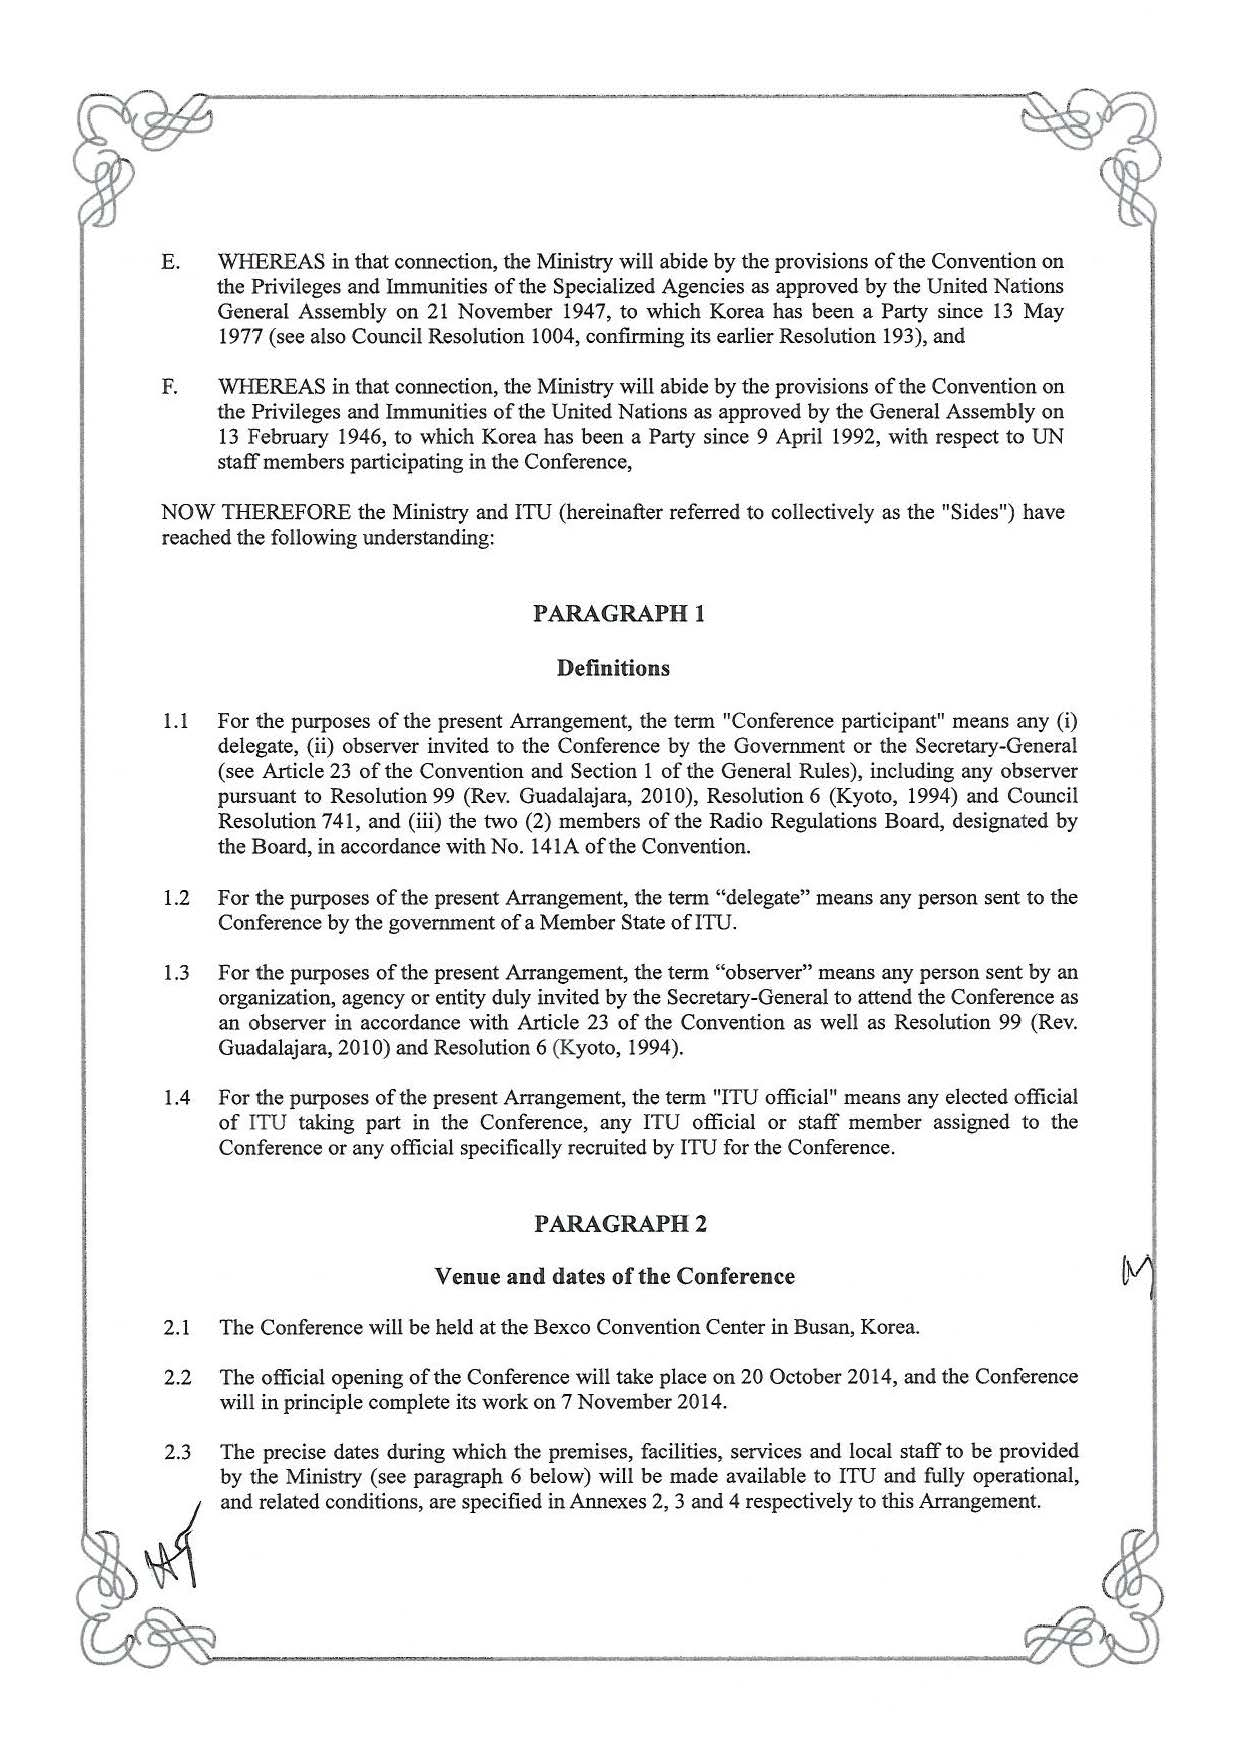 E. WHEREAS in that connection, the Ministry will abide by the provisions of the Convention on
the Privileges and Immunities of the Specialized Agencies as approved by the United Nations
General Assembly on 21 November 1947, to which Korea has been a Party since 13 May
1977 (see also Council Resolution 1004, confirming its earlier Resolution 193), and
F. WHEREAS in that connection, the Ministry will abide by the provisions of the Convention on
the Privileges and Immunities of the United Nations as approved by the General Assembly on
13 February 1946, to which Korea has been a Party since 9 April 1992, with respect to UN
staff members participating in the Conference,
NOW THEREFORE the Ministry and ITU (hereinafter referred to collectively as the "Sides") have
reached the following understanding:
PARAGRAPH 1
Definitions
1.1 For the purposes of the present Arrangement, the term "Conference participant" means any (i)
delegate, (ii) observer invited to the Conference by the Government or the Secretary-General
(see Article 23 of the Convention and Section 1 of the General Rules), including any observer
pursuant to Resolution 99 (Rev. Guadalajara, 2010), Resolution 6 (Kyoto, 1994) and Council
Resolution 741, and (iii) the two (2) members of the Radio Regulations Board, designated by
the Board, in accordance with No. 141A of the Convention.
1.2 For the purposes of the present Arrangement, the term “delegate” means any person sent to the
Conference by the government of a Member State of ITU.
1.3 For the purposes of the present Arrangement, the term “observer” means any person sent by an
organization, agency or entity duly invited by the Secretary-General to attend the Conference as
an observer in accordance with Article 23 of the Convention as well as Resolution 99 (Rev.
Guadalajara, 2010) and Resolution 6 (Kyoto, 1994).
1.4 For the purposes of the present Arrangement, the term "ITU official" means any elected official
of ITU taking part in the Conference, any ITU official or staff member assigned to the
Conference or any official specifically recruited by ITU for the Conference.
PARAGRAPH 2
Venue and dates of the Conference
2.1 The Conference will be held at the Bexco Convention Center in Busan, Korea.
2.2 The official opening of the Conference will take place on 20 October 2014, and the Conference
will in principle complete its work on 7 November 2014.
2.3 The precise dates during which the premises, facilities, services and local staff to be provided
by the Ministry (see paragraph 6 below) will be made available to ITU and fully operational,
and related conditions, are specified in Annexes 2, 3 and 4 respectively to this Arrangement.